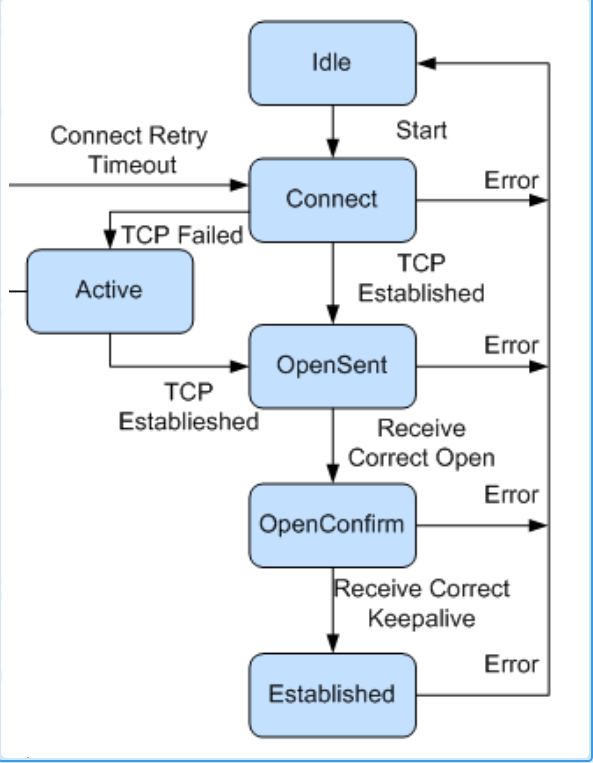 Idle
Start
Connect Retry
Timeout
Connect
Error
TCP Failed
TCP
Established
Active
OpenSent
Error
TCP
Establieshed
Receive
Correct Open
Error
OpenConfirm
Receive Correct
Keepalive
Error
Established